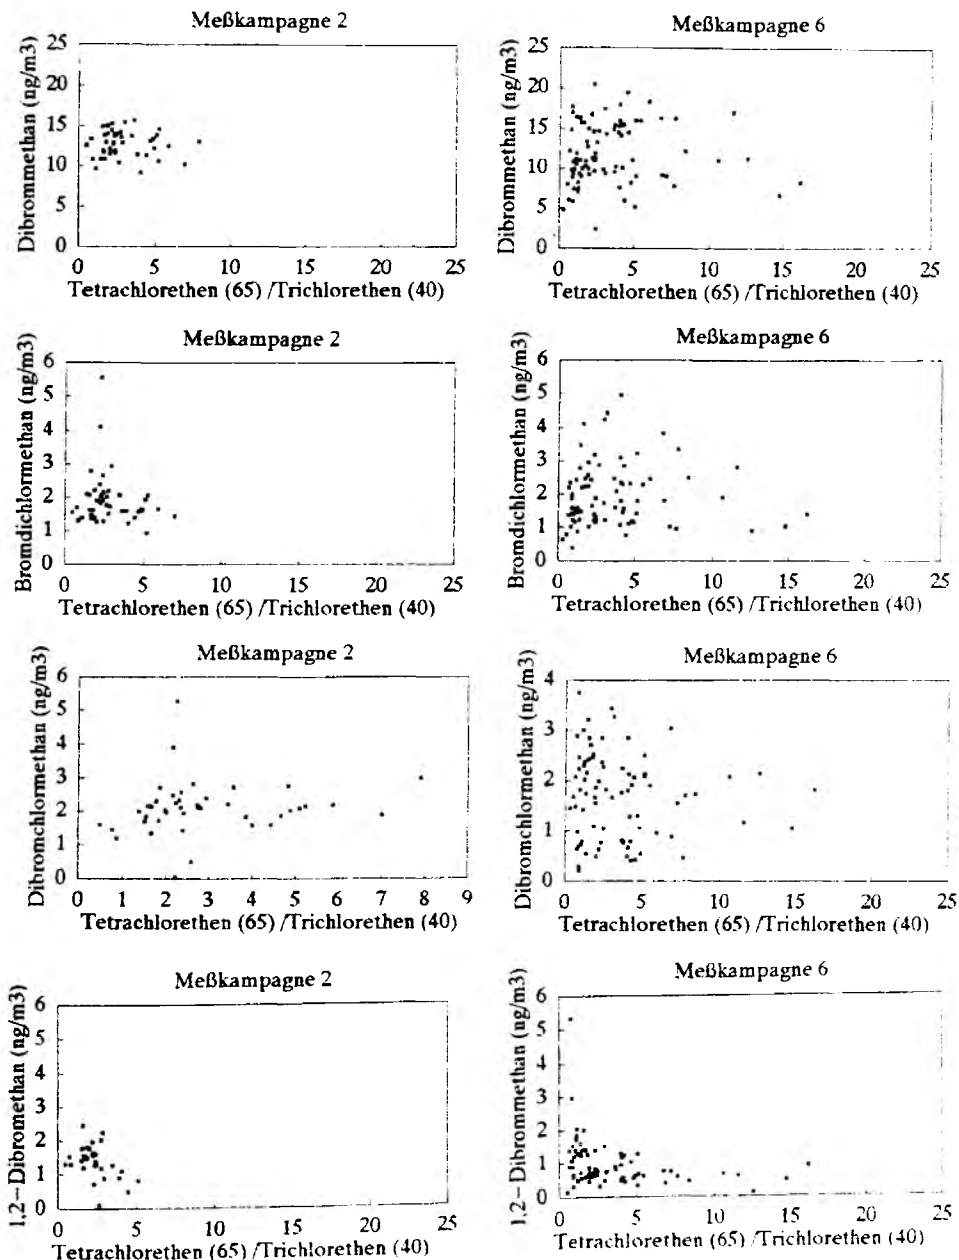 Meßkampagne 2
Dibrommethan (ng/m3)
25
20
15
10
5
0
0 5 10 15 20 25
Tetrachlorethen (65) /Trichlorethen (40)
Meßkampagne 6
Dibrommethan (ng/m3)
25
20
15
10
5
0
0 5 10 15 20 25
Tetrachlorethen (65) /Trichlorethen (40)
Meßkampagne 2
Bromdichlormethan (ng/m3)
6
5
4
3
2
1
0
0 5 10 15 20 25
Tetrachlorethen (65) /Trichlorethen (40)
Meßkampagne 6
Bromdichlormethan (ng/m3)
6
5
4
3
2
1
0
0 5 10 15 20 25
Tetrachlorethen (65) /Trichlorethen (40)
Meßkampagne 2
Dibromchlormethan (ng/m3)
6
5
4
3
2
1
0
0 1 2 3 4 5 6 7 8 9
Tetrachlorethen (65) /Trichlorethen (40)
Meßkampagne 6
Dibromchlormethan (ng/m3)
4
3
2
1
0
0 5 10 15 20 25
Tetrachlorethen (65) /Trichlorethen (40)
Meßkampagne 2
1,2-Dibromethan (ng/m3)
6
5
4
3
2
1
0
0 5 10 15 20 25
Tetrachlorethen (65) /Trichlorethen (40)
Meßkampagne 6
1,2-Dibrommethan (ng/m3)
6
5
4
3
2
1
0
0 5 10 15 20 25
Tetrachlorethen (65) /Trichlorethen (40)